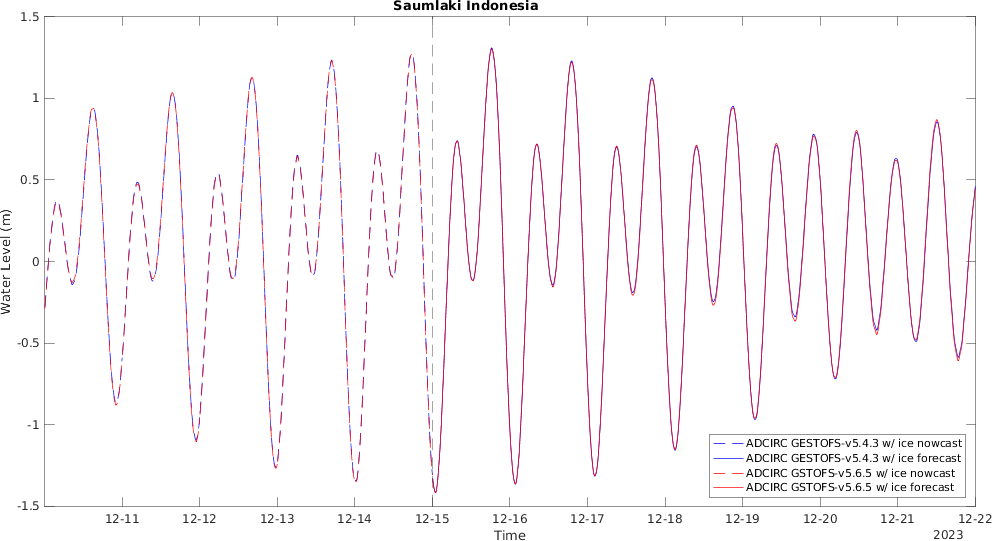 Saumlaki Indonesia
1.5
1
0.5
0
-0.5
-1
-1.5
Water Level (m)
12-11
12-12
12-13
12-14
12-15
12-16
12-17
12-18
12-19
12-20
12-21
12-22
Time
2023
ADCIRC GESTOFS-v5.4.3 w/ ice nowcast
ADCIRC GESTOFS-v5.4.3 w/ ice forecast
ADCIRC GSTOFS-v5.6.5 w/ ice nowcast
ADCIRC GSTOFS-v5.6.5 w/ ice forecast